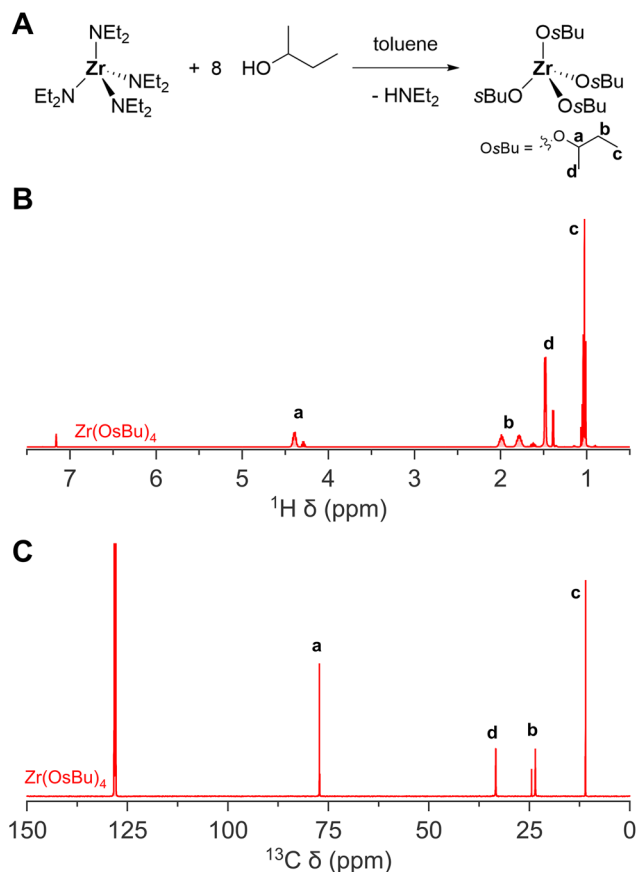 A
NEt₂
Zr
Et₂N
NEt₂
NEt₂
+ 8
HO
toluene
- HNEt₂
OsBu
Zr
sBuO
OsBu
OsBu
OsBu = O a b c d
B
c
d
a
b
Zr(OsBu)₄
7 6 5 4 3 2 1
¹H δ (ppm)
C
c
a
d b
Zr(OsBu)₄
150 125 100 75 50 25 0
¹³C δ (ppm)